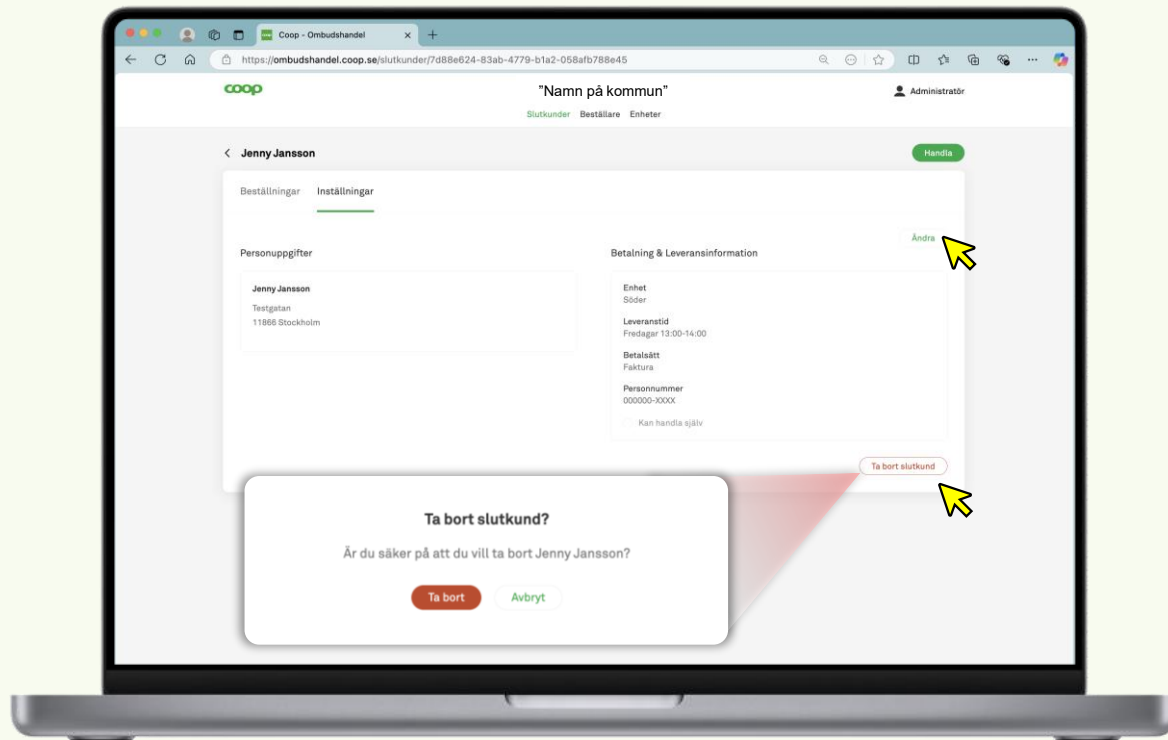 Coop - Ombudshandel
https://ombudshandel.coop.se/slutkunder/7d88e624-83ab-4779-b1a2-058afb788e45
coop
"Namn på kommun"
Administratör
Slutkunder Beställare Enheter
Jenny Jansson
Handla
Beställningar Inställningar
Ändra
Personuppgifter
Jenny Jansson
Testgatan
11866 Stockholm
Betalning & Leveransinformation
Enhet
Söder
Leveranstid
Fredagar 13:00-14:00
Betalsätt
Faktura
Personnummer
000000-XXXX
Kan handla själv
Ta bort slutkund
Ta bort slutkund?
Är du säker på att du vill ta bort Jenny Jansson?
Ta bort Avbryt